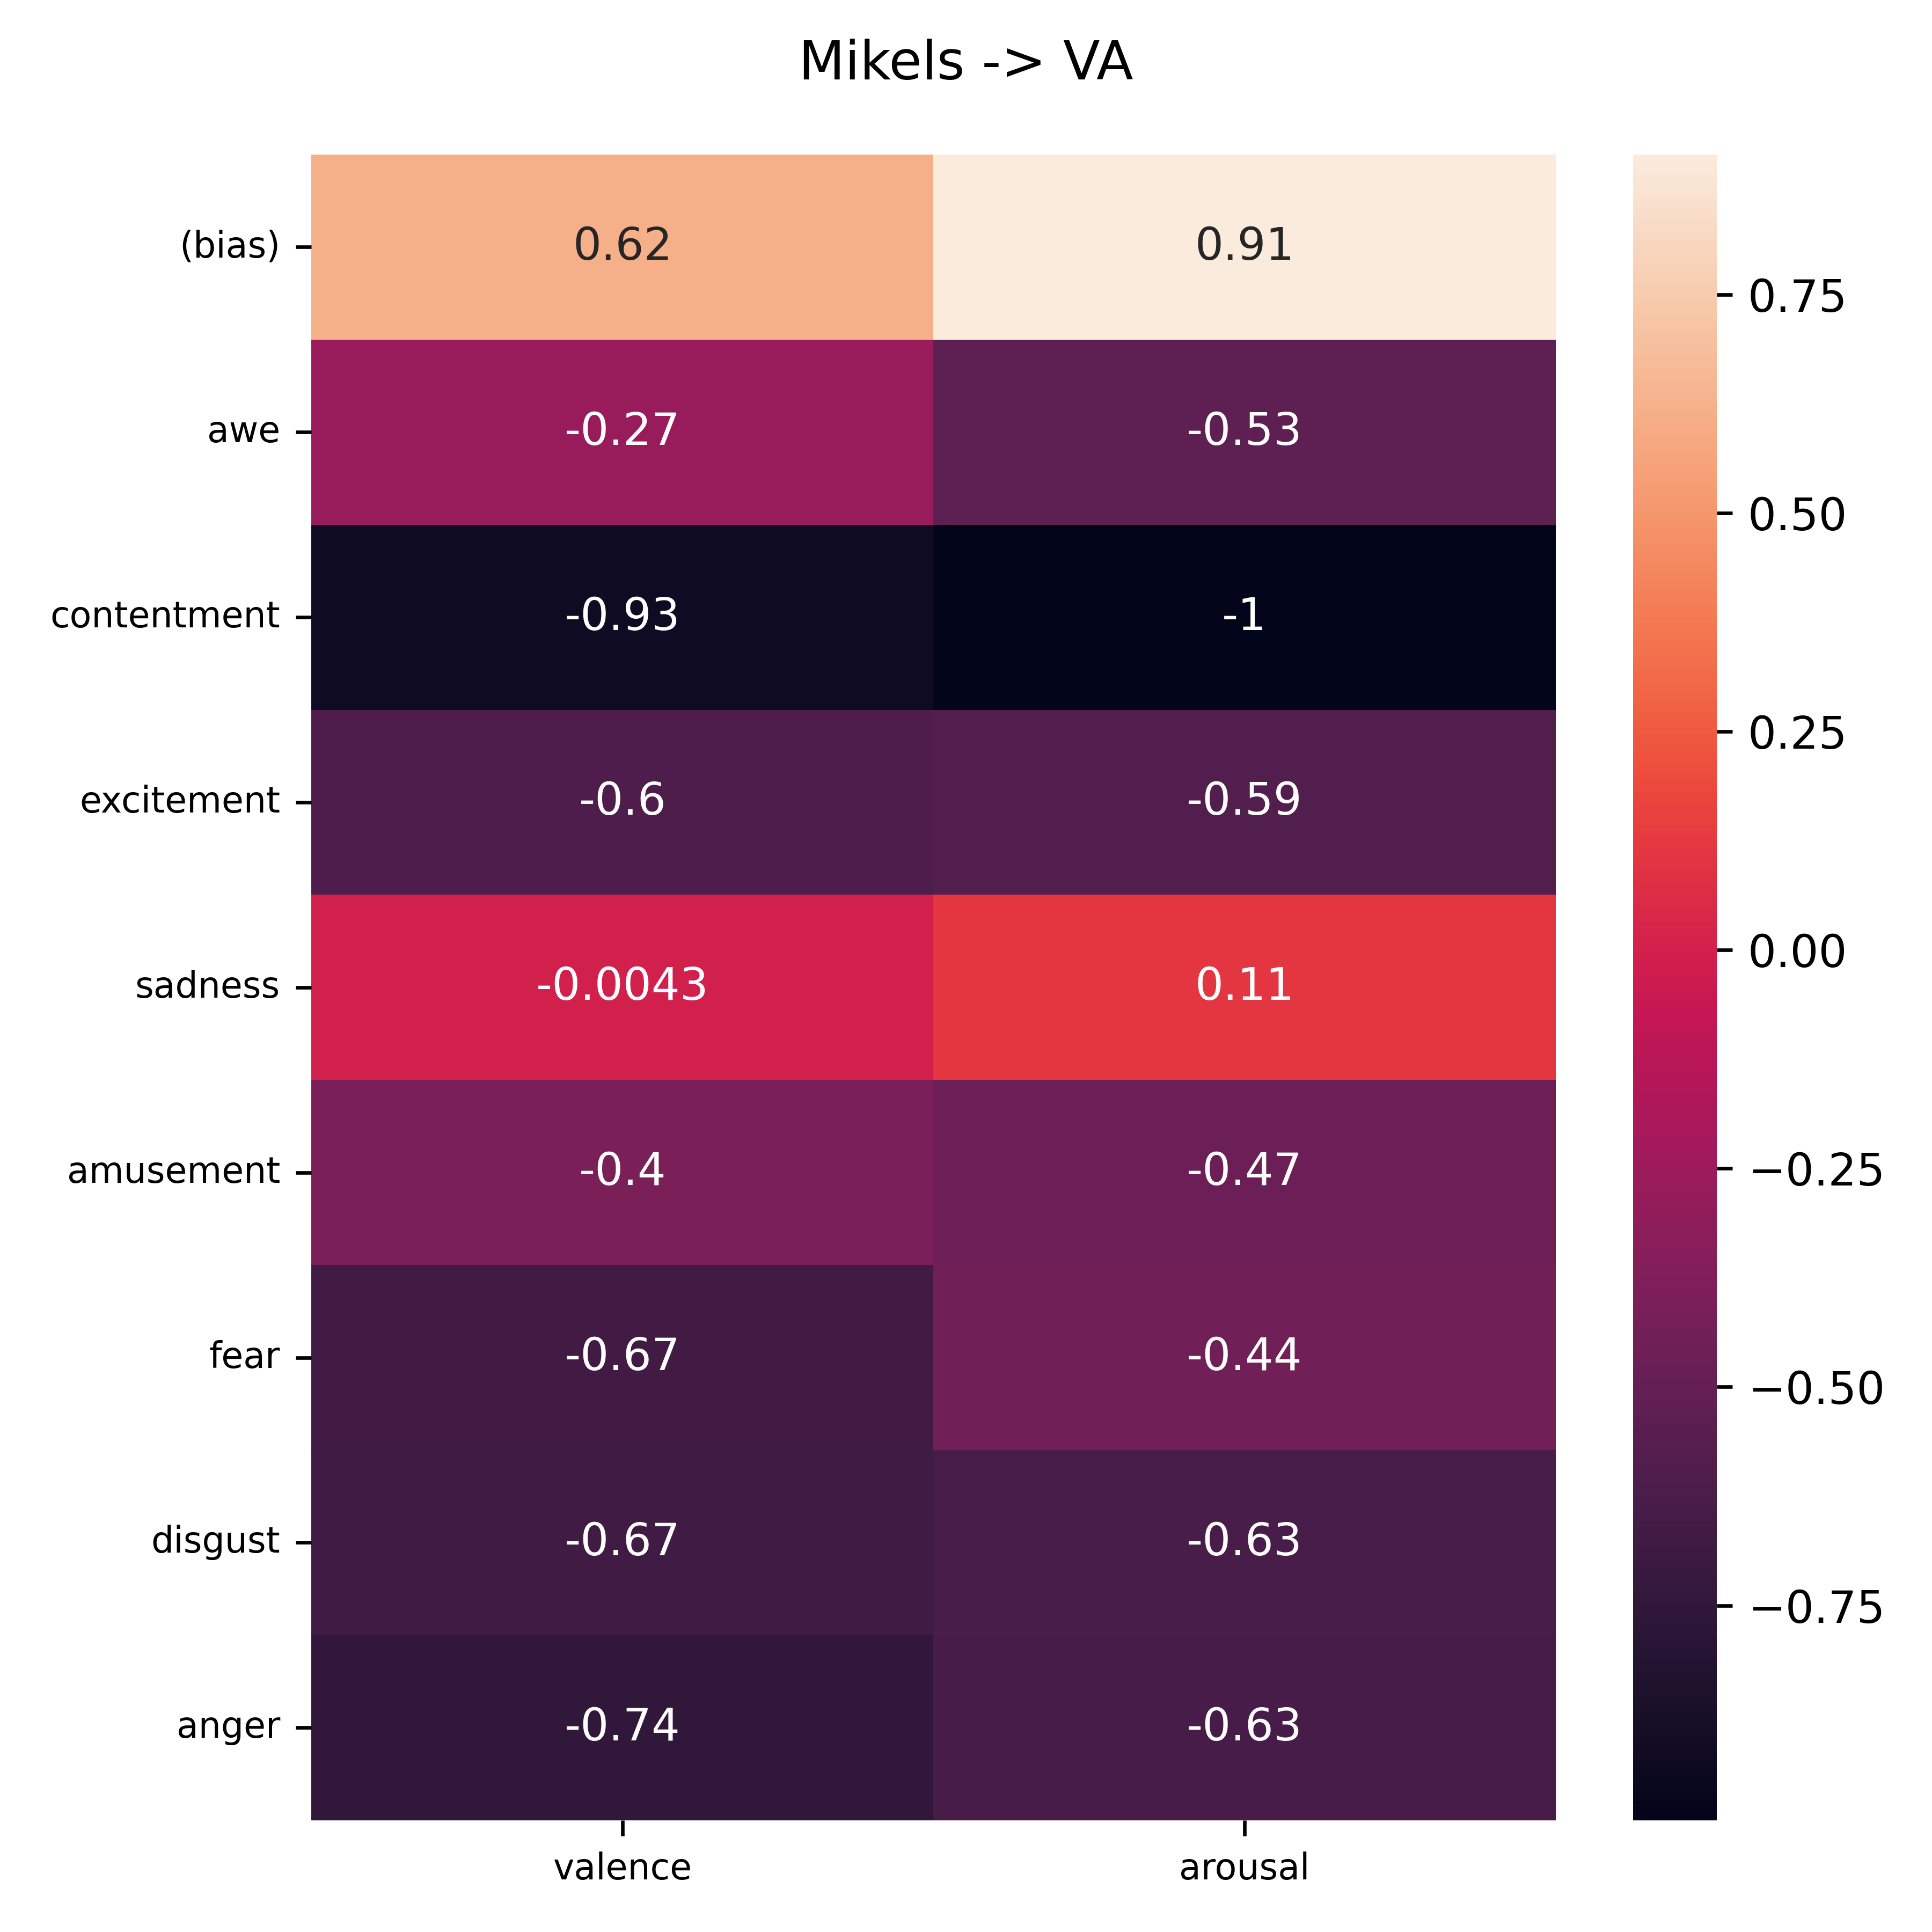 Mikels -> VA
(bias) 0.62 0.91
awe -0.27 -0.53
contentment -0.93 -1
excitement -0.6 -0.59
sadness -0.0043 0.11
amusement -0.4 -0.47
fear -0.67 -0.44
disgust -0.67 -0.63
anger -0.74 -0.63
valence arousal
0.75
0.50
0.25
0.00
−0.25
−0.50
−0.75